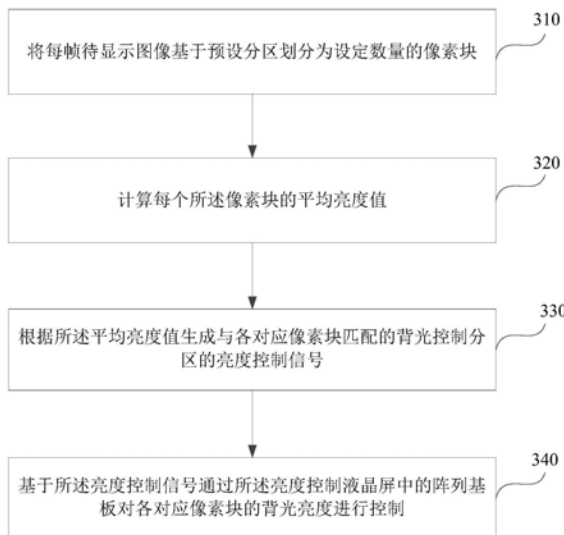 310
将每帧待显示图像基于预设分区划分为设定数量的像素块
320
计算每个所述像素块的平均亮度值
330
根据所述平均亮度值生成与各对应像素块匹配的背光控制分
区的亮度控制信号
340
基于所述亮度控制信号通过所述亮度控制液晶屏中的阵列基
板对各对应像素块的背光亮度进行控制